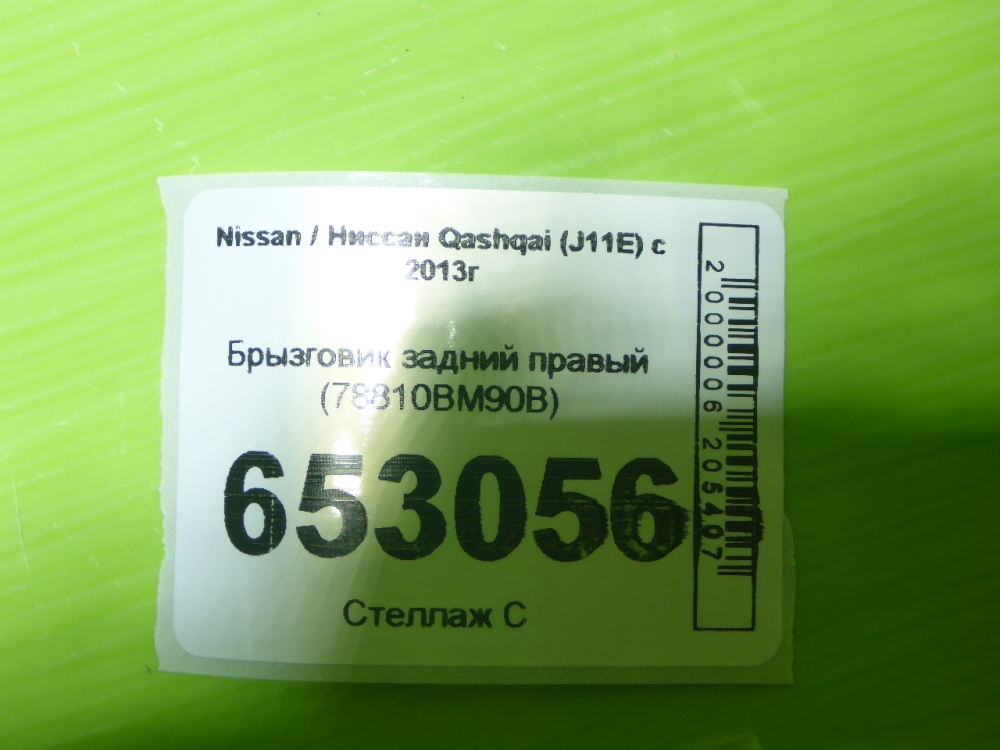 Nissan / Ниссан Qashqai (J11E) с
2013г
Брызговик задний правый
(78810BM90B)
653056
Стеллаж С
2000006205407